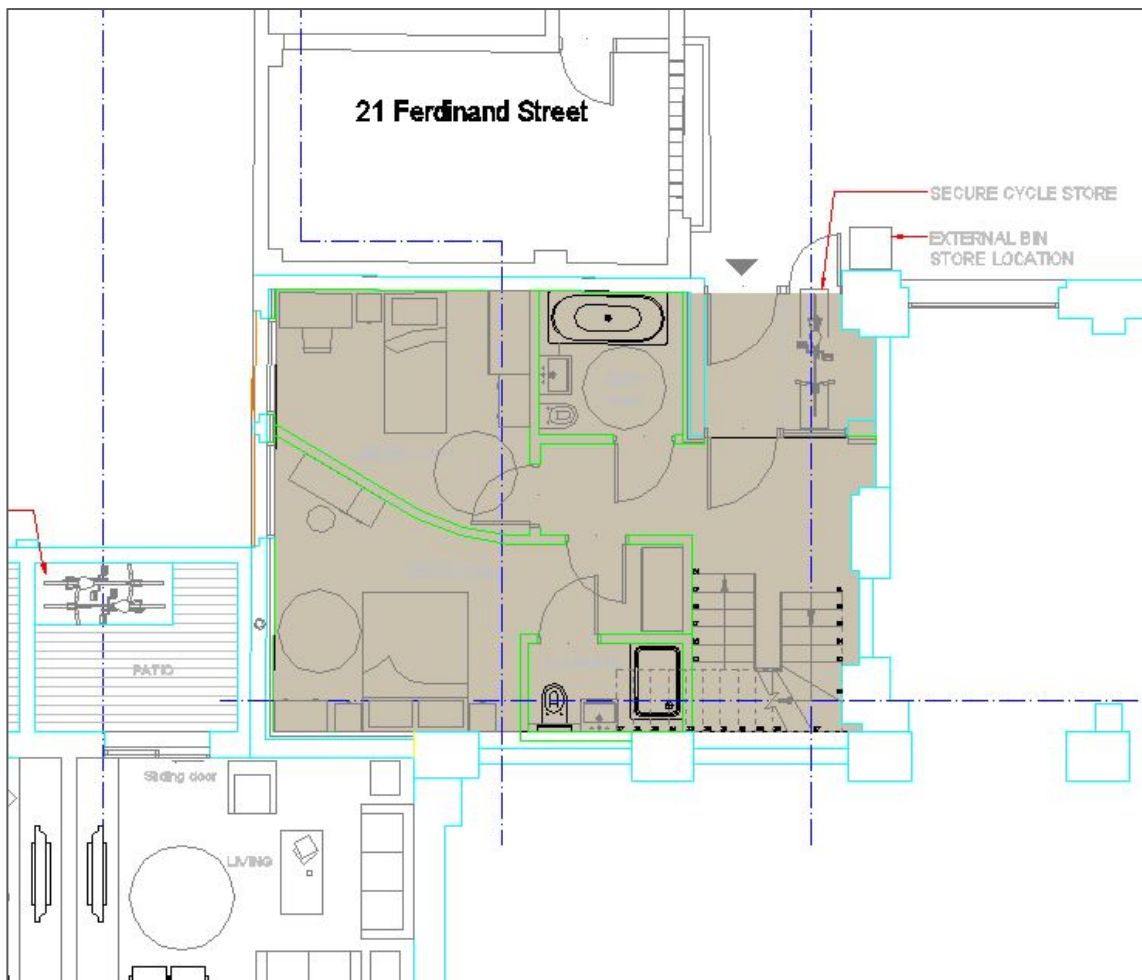 21 Ferdinand Street
SECURE CYCLE STORE
EXTERNAL BIN
STORE LOCATION
PATIO
Sliding door
LIVING